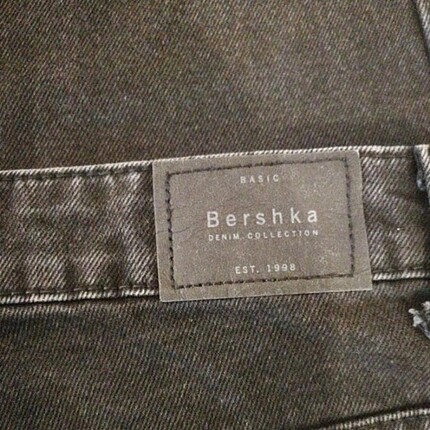 BASIC
Bershka
DENIM COLLECTION
EST. 1998